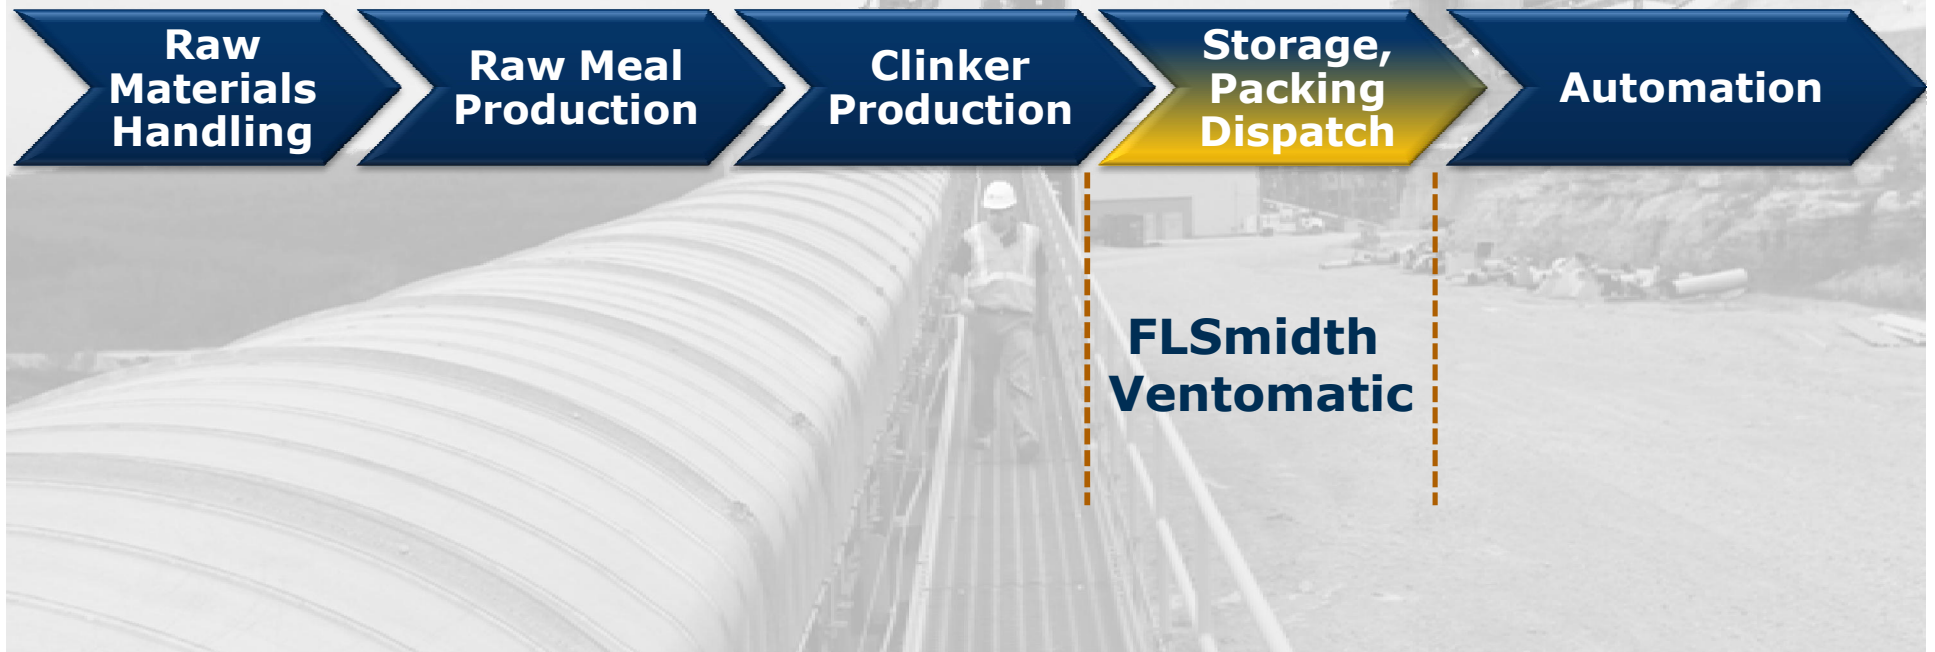 Raw
Materials
Handling
Raw Meal
Production
Clinker
Production
Storage,
Packing
Dispatch
Automation
FLSmidth
Ventomatic